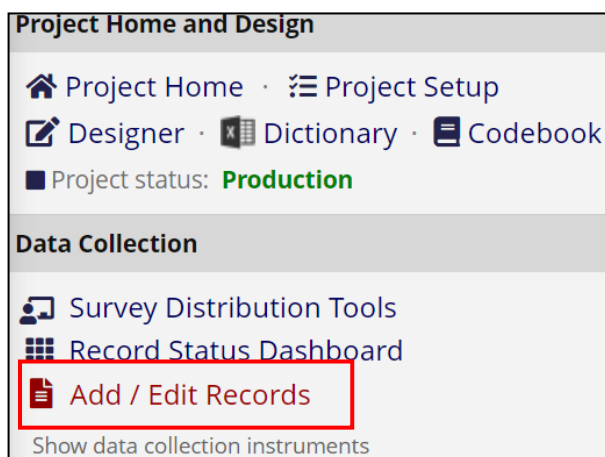 Project Home and Design
Project Home · Project Setup
Designer · Dictionary · Codebook
Project status: Production
Data Collection
Survey Distribution Tools
Record Status Dashboard
Add / Edit Records
Show data collection instruments